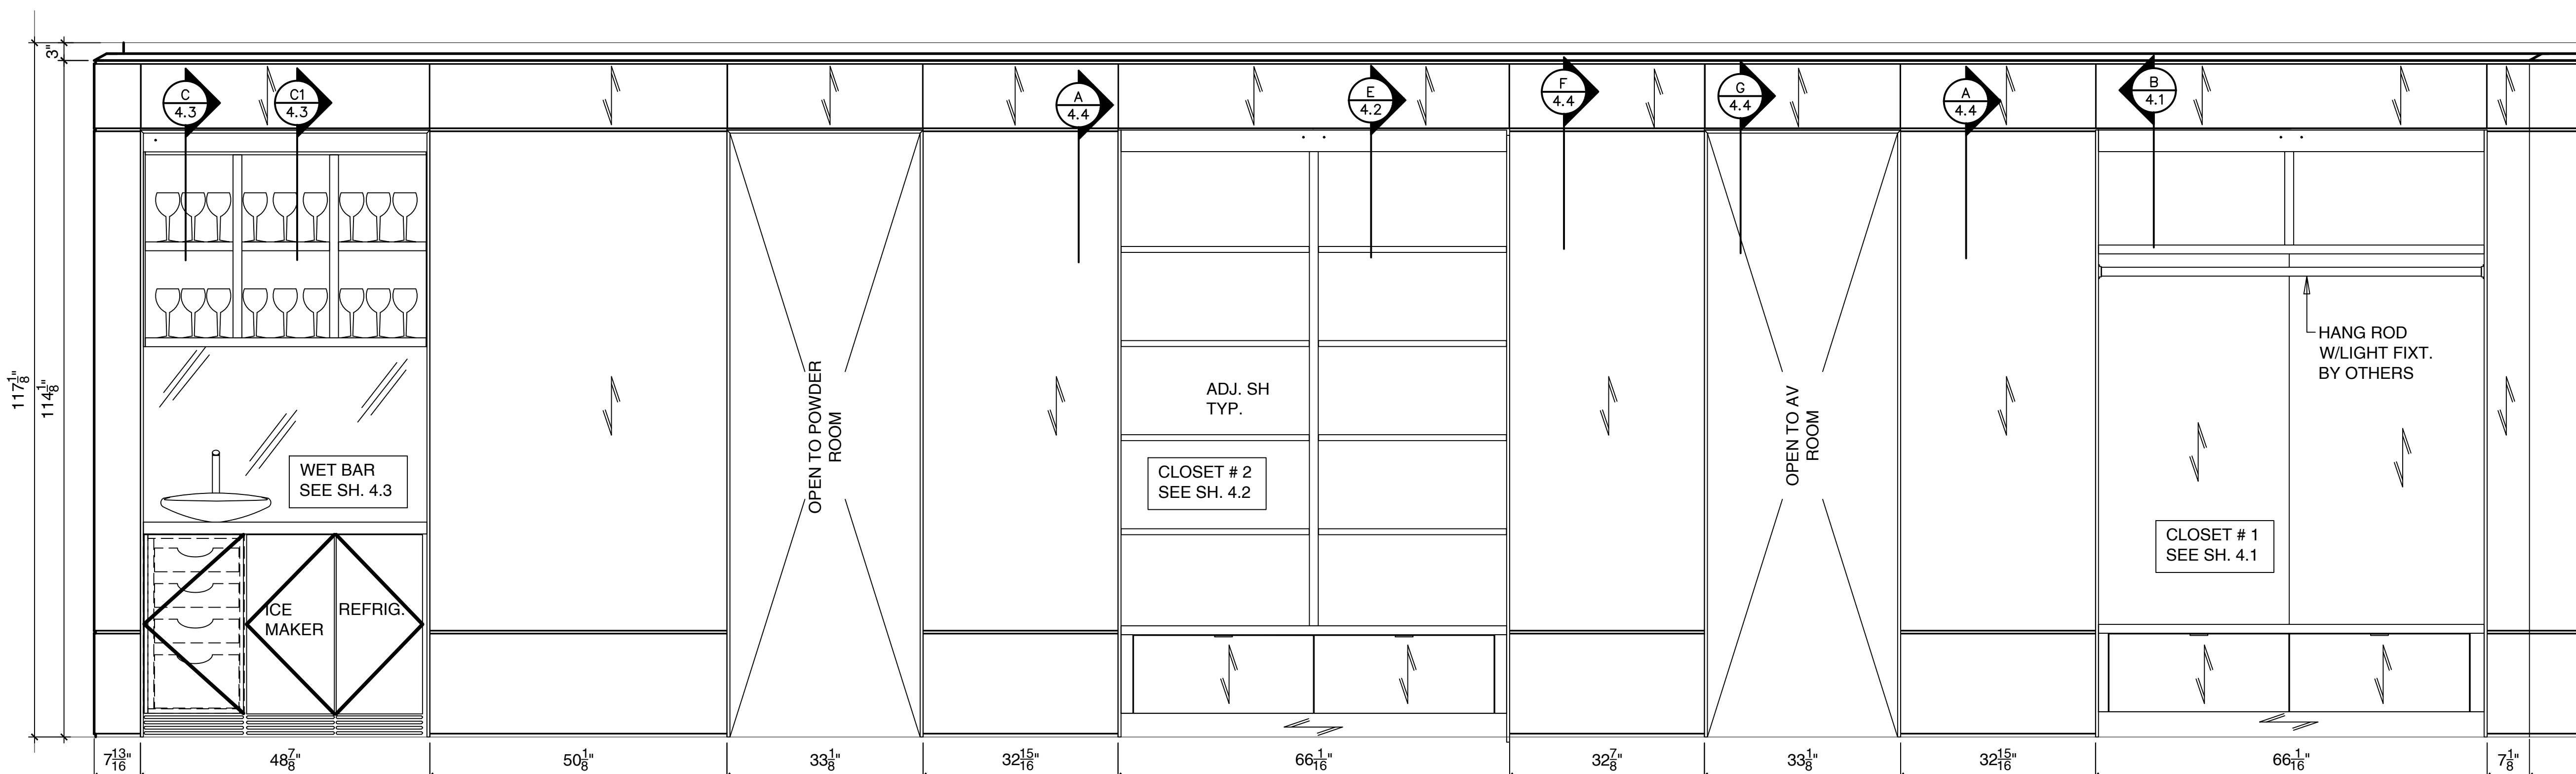 3"
117 1/8"
114 1/8"
C
4.3
C1
4.3
A
4.4
E
4.2
F
4.4
G
4.4
A
4.4
B
4.1
WET BAR
SEE SH. 4.3
ICE
MAKER
REFRIG.
OPEN TO POWDER
ROOM
ADJ. SH
TYP.
CLOSET # 2
SEE SH. 4.2
OPEN TO AV
ROOM
HANG ROD
W/LIGHT FIXT.
BY OTHERS
CLOSET # 1
SEE SH. 4.1
7 13/16"
48 7/8"
50 1/8"
33 1/8"
32 15/16"
66 1/16"
32 7/8"
33 1/8"
32 15/16"
66 1/16"
7 1/8"